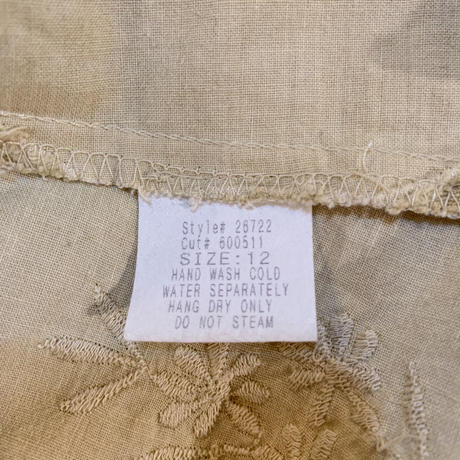 Style# 26722
Cut# 600511
SIZE:12
HAND WASH COLD
WATER SEPARATELY
HANG DRY ONLY
DO NOT STEAM